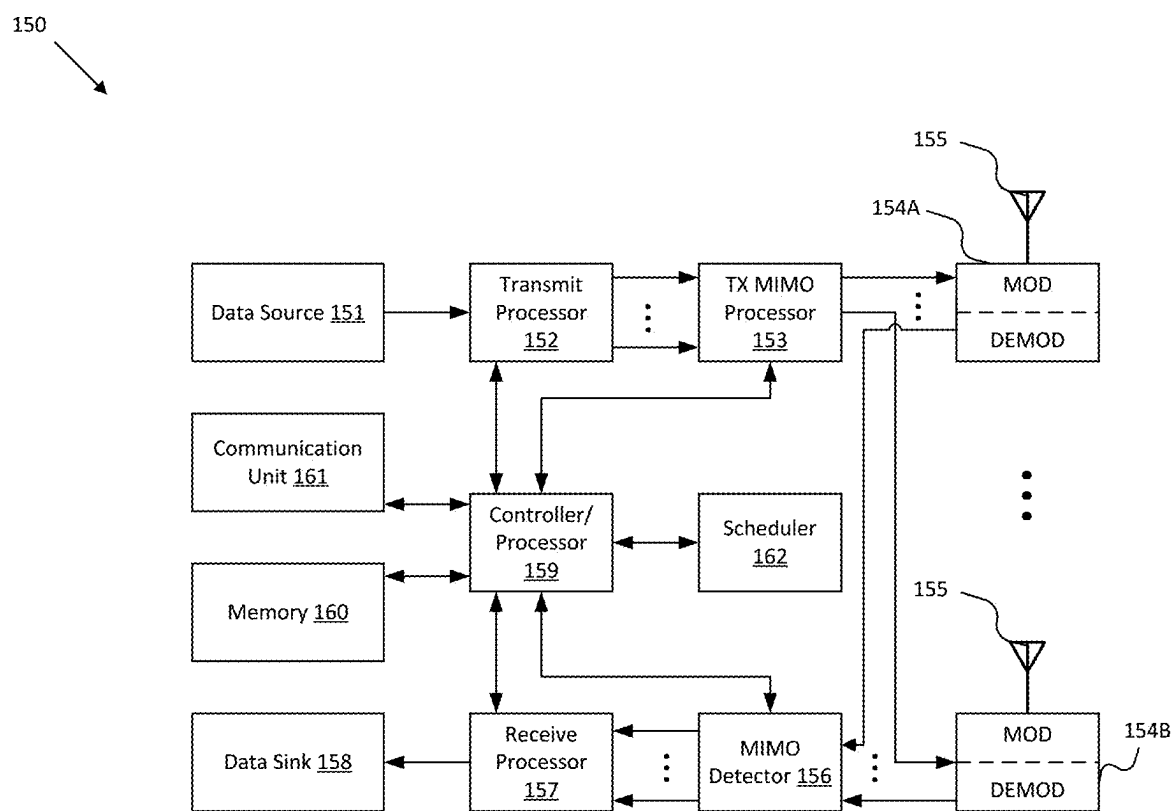 150
155
154A
Data Source 151
Transmit
Processor
152
TX MIMO
Processor
153
MOD
DEMOD
Communication
Unit 161
Controller/
Processor
159
Scheduler
162
Memory 160
155
Data Sink 158
Receive
Processor
157
MIMO
Detector 156
MOD
DEMOD
154B